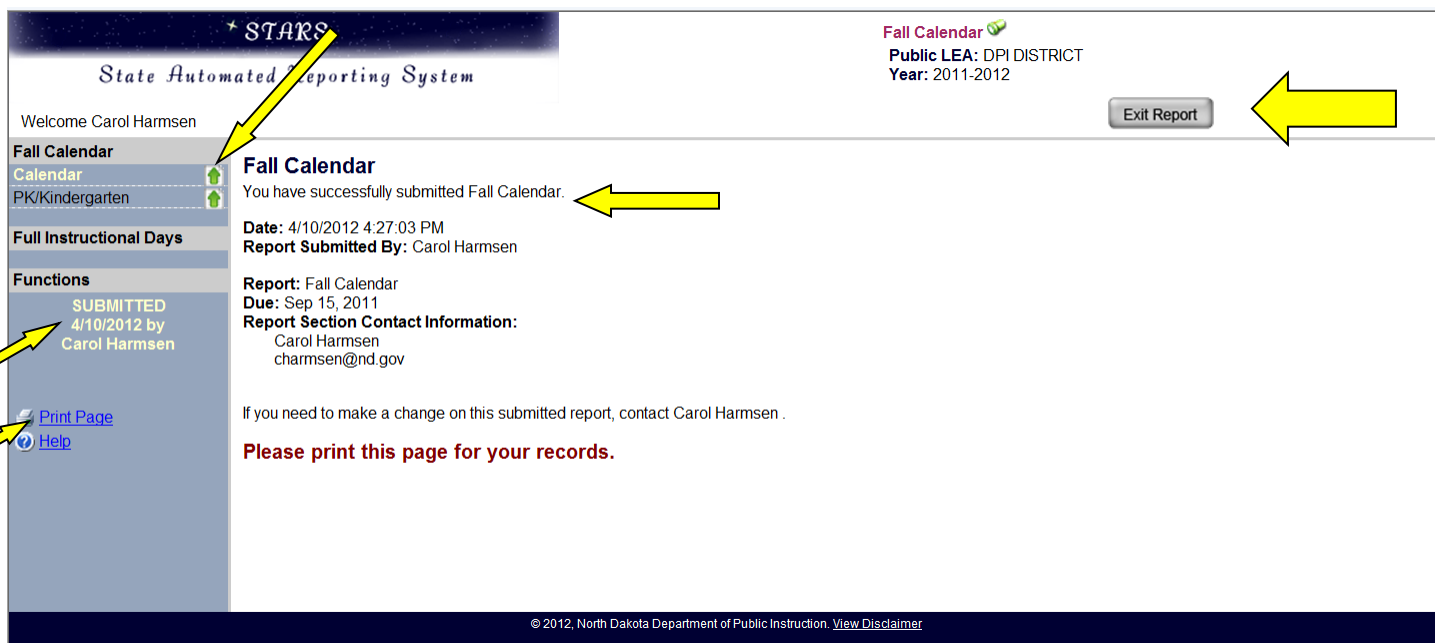 STARS
State Automated Reporting System
Fall Calendar
Public LEA: DPI DISTRICT
Year: 2011-2012
Welcome Carol Harmsen
Exit Report
Fall Calendar
Calendar
PK/Kindergarten
Full Instructional Days
Functions
SUBMITTED
4/10/2012 by
Carol Harmsen
Print Page
Help
Fall Calendar
You have successfully submitted Fall Calendar.
Date: 4/10/2012 4:27:03 PM
Report Submitted By: Carol Harmsen
Report: Fall Calendar
Due: Sep 15, 2011
Report Section Contact Information:
Carol Harmsen
charmsen@nd.gov
If you need to make a change on this submitted report, contact Carol Harmsen .
Please print this page for your records.
© 2012, North Dakota Department of Public Instruction. View Disclaimer